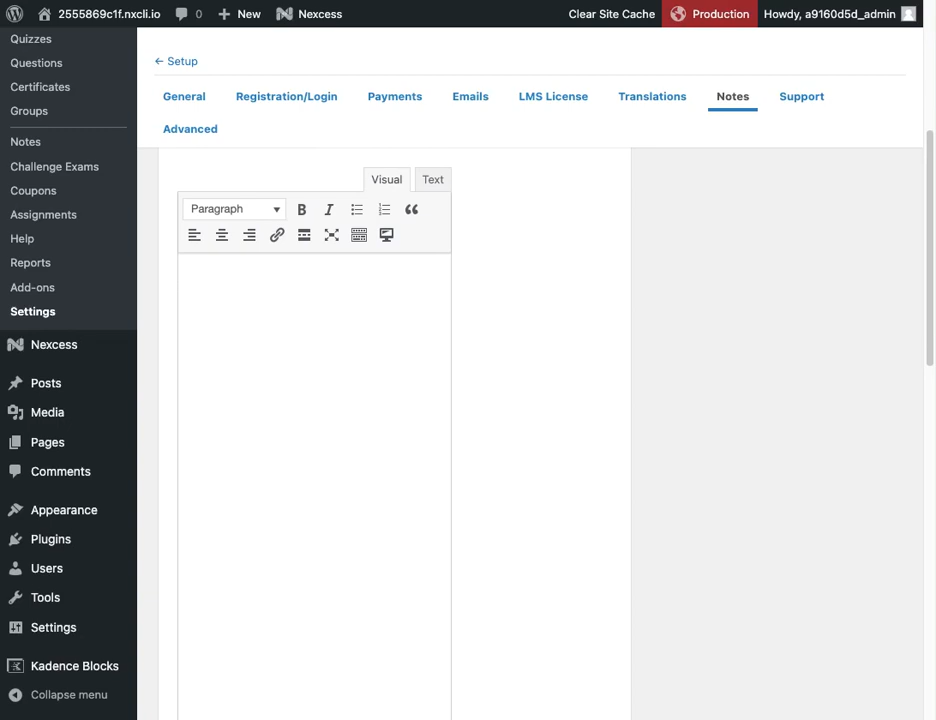 2555869c1f.nxcli.io 0 New Nexcess Clear Site Cache Production Howdy, a9160d5d_admin
Quizzes
Questions
Certificates
Groups
Notes
Challenge Exams
Coupons
Assignments
Help
Reports
Add-ons
Settings
Nexcess
Posts
Media
Pages
Comments
Appearance
Plugins
Users
Tools
Settings
Kadence Blocks
Collapse menu
← Setup
General Registration/Login Payments Emails LMS License Translations Notes Support
Advanced
Visual Text
Paragraph